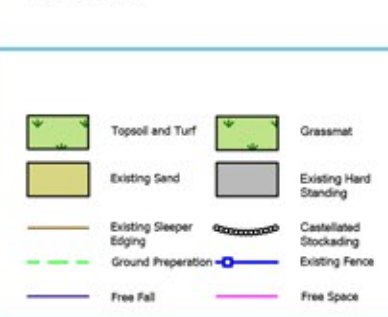 Topsoil and Turf
Grassmat
Existing Sand
Existing Hard
Standing
Existing Sleeper
Edging
Castellated
Stockading
Ground Preperation
Existing Fence
Free Fall
Free Space